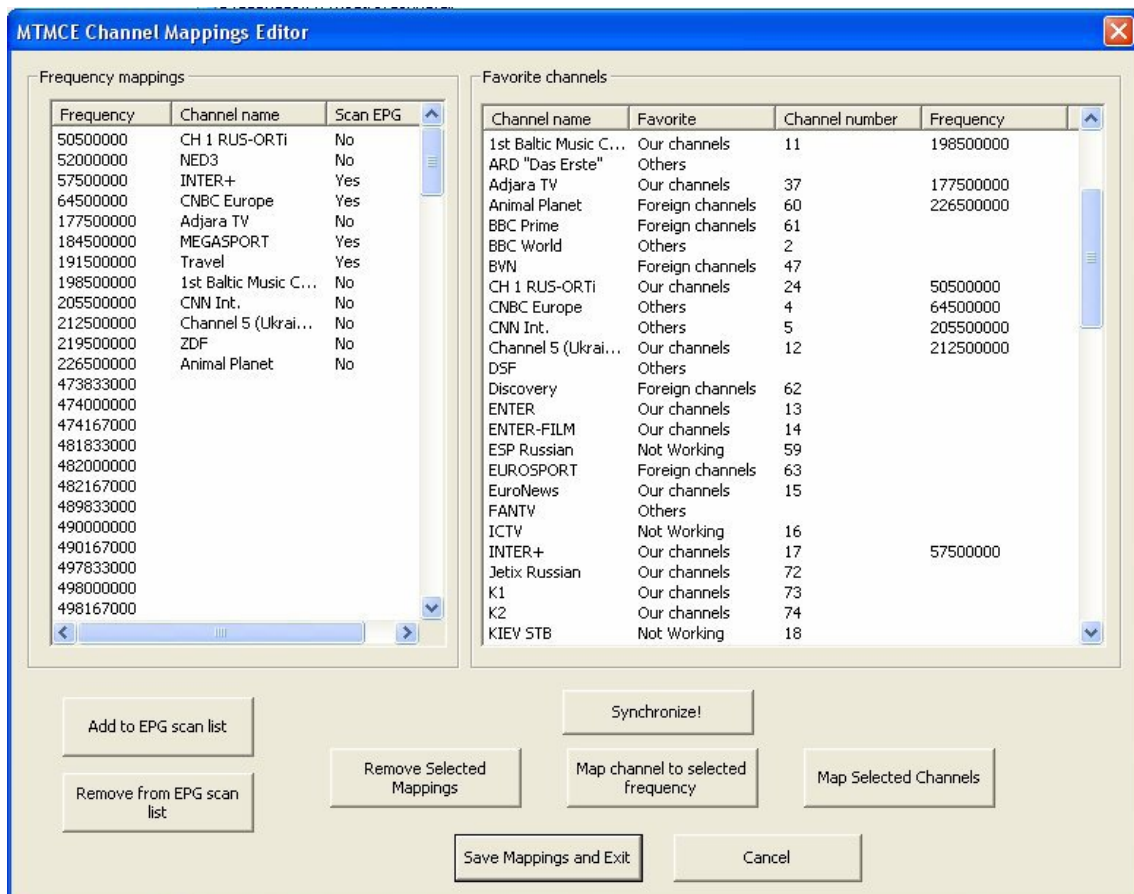 MTMCE Channel Mappings Editor
Frequency mappings
Frequency Channel name Scan EPG
50500000 CH 1 RUS-ORTi No
52000000 NED3 No
57500000 INTER+ Yes
64500000 CNBC Europe Yes
177500000 Adjara TV No
184500000 MEGASPORT Yes
191500000 Travel Yes
198500000 1st Baltic Music C... No
205500000 CNN Int. No
212500000 Channel 5 (Ukrai... No
219500000 ZDF No
226500000 Animal Planet No
473833000
474000000
474167000
481833000
482000000
482167000
489833000
490000000
490167000
497833000
498000000
498167000
Favorite channels
Channel name Favorite Channel number Frequency
1st Baltic Music C... Our channels 11 198500000
ARD "Das Erste" Others
Adjara TV Our channels 37 177500000
Animal Planet Foreign channels 60 226500000
BBC Prime Foreign channels 61
BBC World Others 2
BVN Foreign channels 47
CH 1 RUS-ORTi Our channels 24 50500000
CNBC Europe Others 4 64500000
CNN Int. Others 5 205500000
Channel 5 (Ukrai... Our channels 12 212500000
DSF Others
Discovery Foreign channels 62
ENTER Our channels 13
ENTER-FILM Our channels 14
ESP Russian Not Working 59
EUROSPORT Foreign channels 63
EuroNews Our channels 15
FANTV Others
ICTV Not Working 16
INTER+ Our channels 17 57500000
Jetix Russian Our channels 72
K1 Our channels 73
K2 Our channels 74
KIEV STB Not Working 18
Add to EPG scan list
Synchronize!
Remove from EPG scan
list
Remove Selected
Mappings
Map channel to selected
frequency
Map Selected Channels
Save Mappings and Exit
Cancel